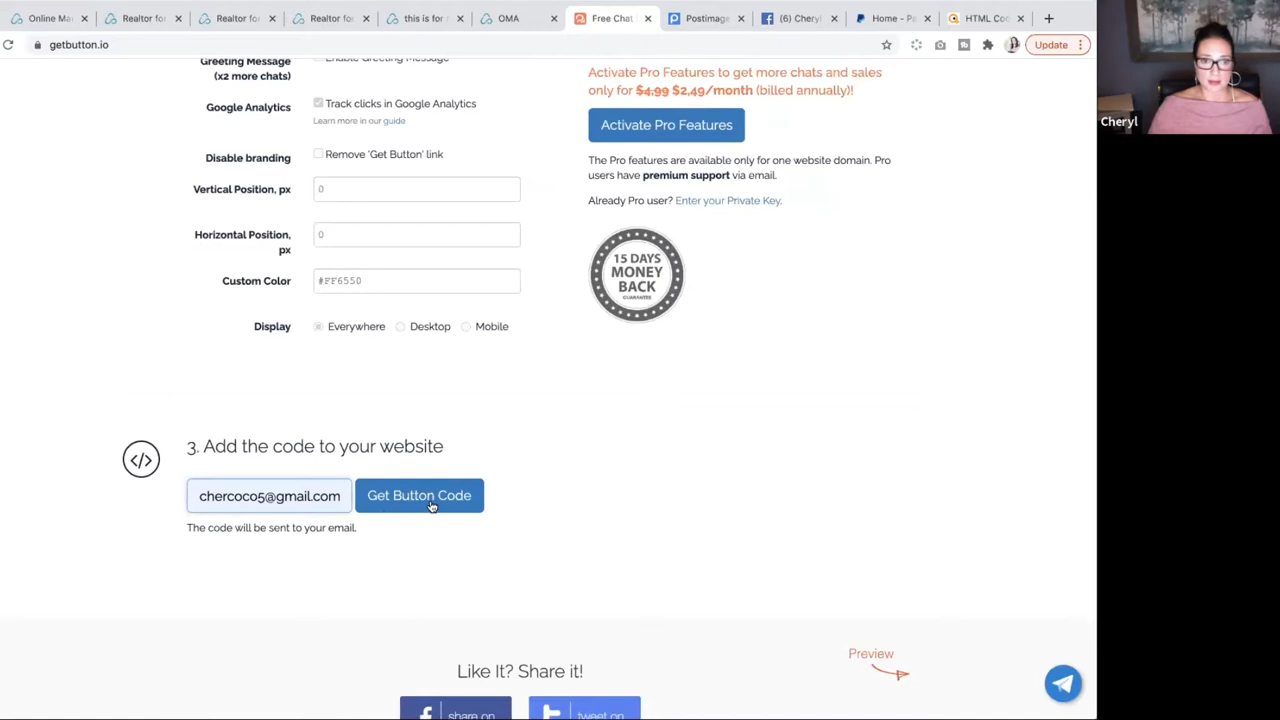 Online Ma
Realtor fo
Realtor fo
Realtor fo
this is for
OMA
Free Chat
Postimage
(6) Cheryl
Home - Pa
HTML Co
getbutton.io
Update
Greeting Message
(x2 more chats)
Enable Greeting Message
Google Analytics
Track clicks in Google Analytics
Learn more in our guide
Disable branding
Remove 'Get Button' link
Vertical Position, px
0
Horizontal Position,
px
0
Custom Color
#FF6550
Display
Everywhere
Desktop
Mobile
Activate Pro Features to get more chats and sales
only for $4,99 $2,49/month (billed annually)!
Activate Pro Features
The Pro features are available only for one website domain. Pro
users have premium support via email.
Already Pro user? Enter your Private Key.
15 DAYS
MONEY
BACK
GUARANTEE
3. Add the code to your website
chercoco5@gmail.com
Get Button Code
The code will be sent to your email.
Like It? Share it!
share on
tweet on
Preview
Cheryl